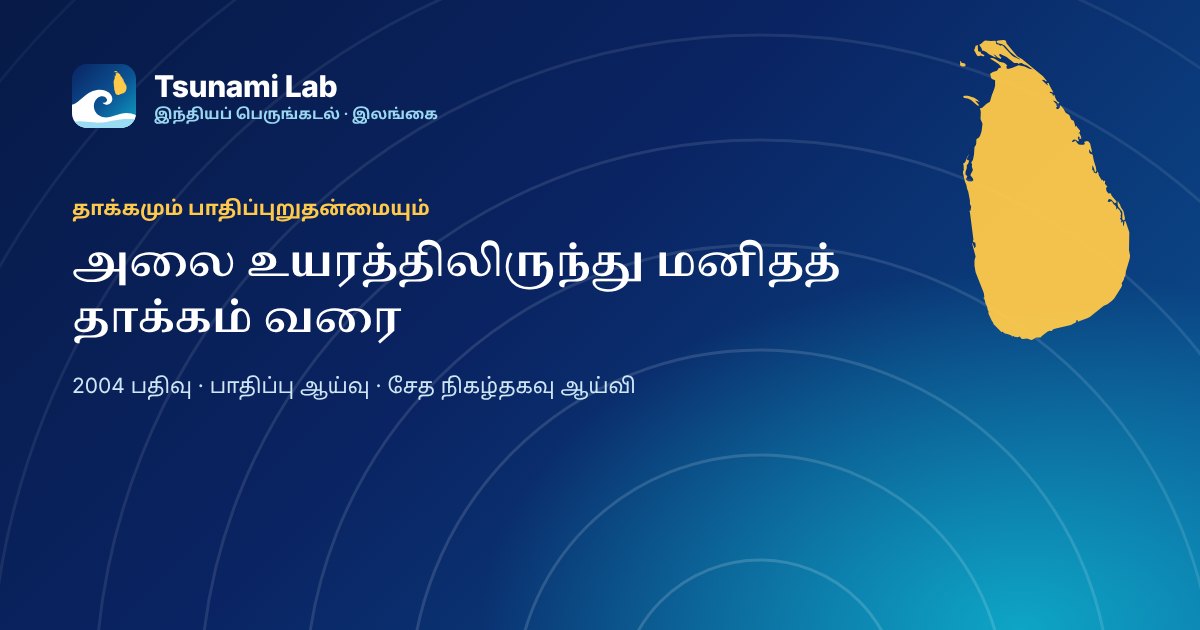 Tsunami Lab
இந்தியப் பெருங்கடல் · இலங்கை
தாக்கமும் பாதிப்புறுதன்மையும்
அலை உயரத்திலிருந்து மனிதத்
தாக்கம் வரை
2004 பதிவு · பாதிப்பு ஆய்வு · சேத நிகழ்தகவு ஆய்வி